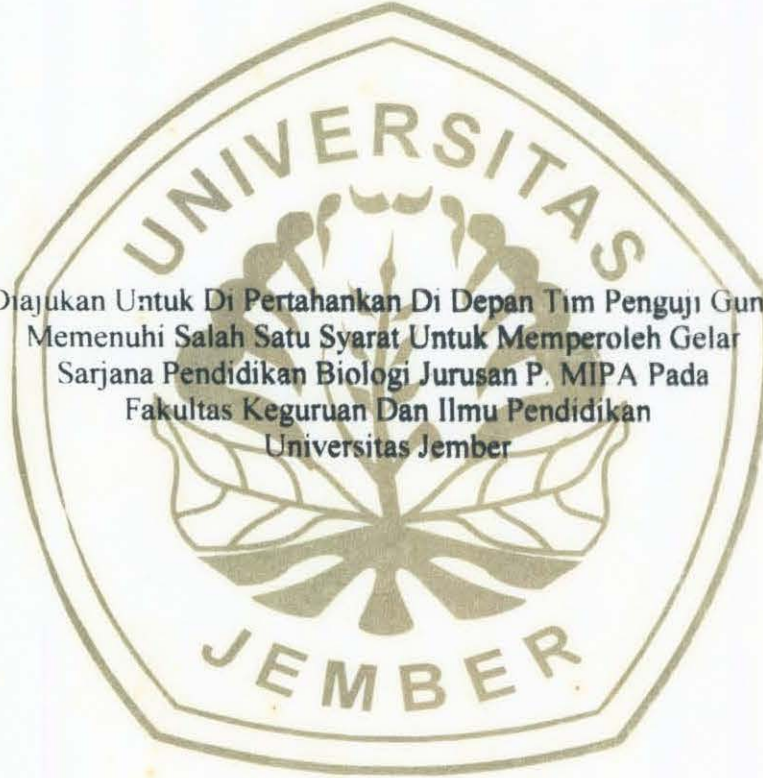 UNIVERSITAS
Diajukan Untuk Di Pertahankan Di Depan Tim Penguji
Memenuhi Salah Satu Syarat Untuk Memperoleh Gelar
Sarjana Pendidikan Biologi Jurusan P. MIPA Pada
Fakultas Keguruan Dan Ilmu Pendidikan
Universitas Jember
JEMBER